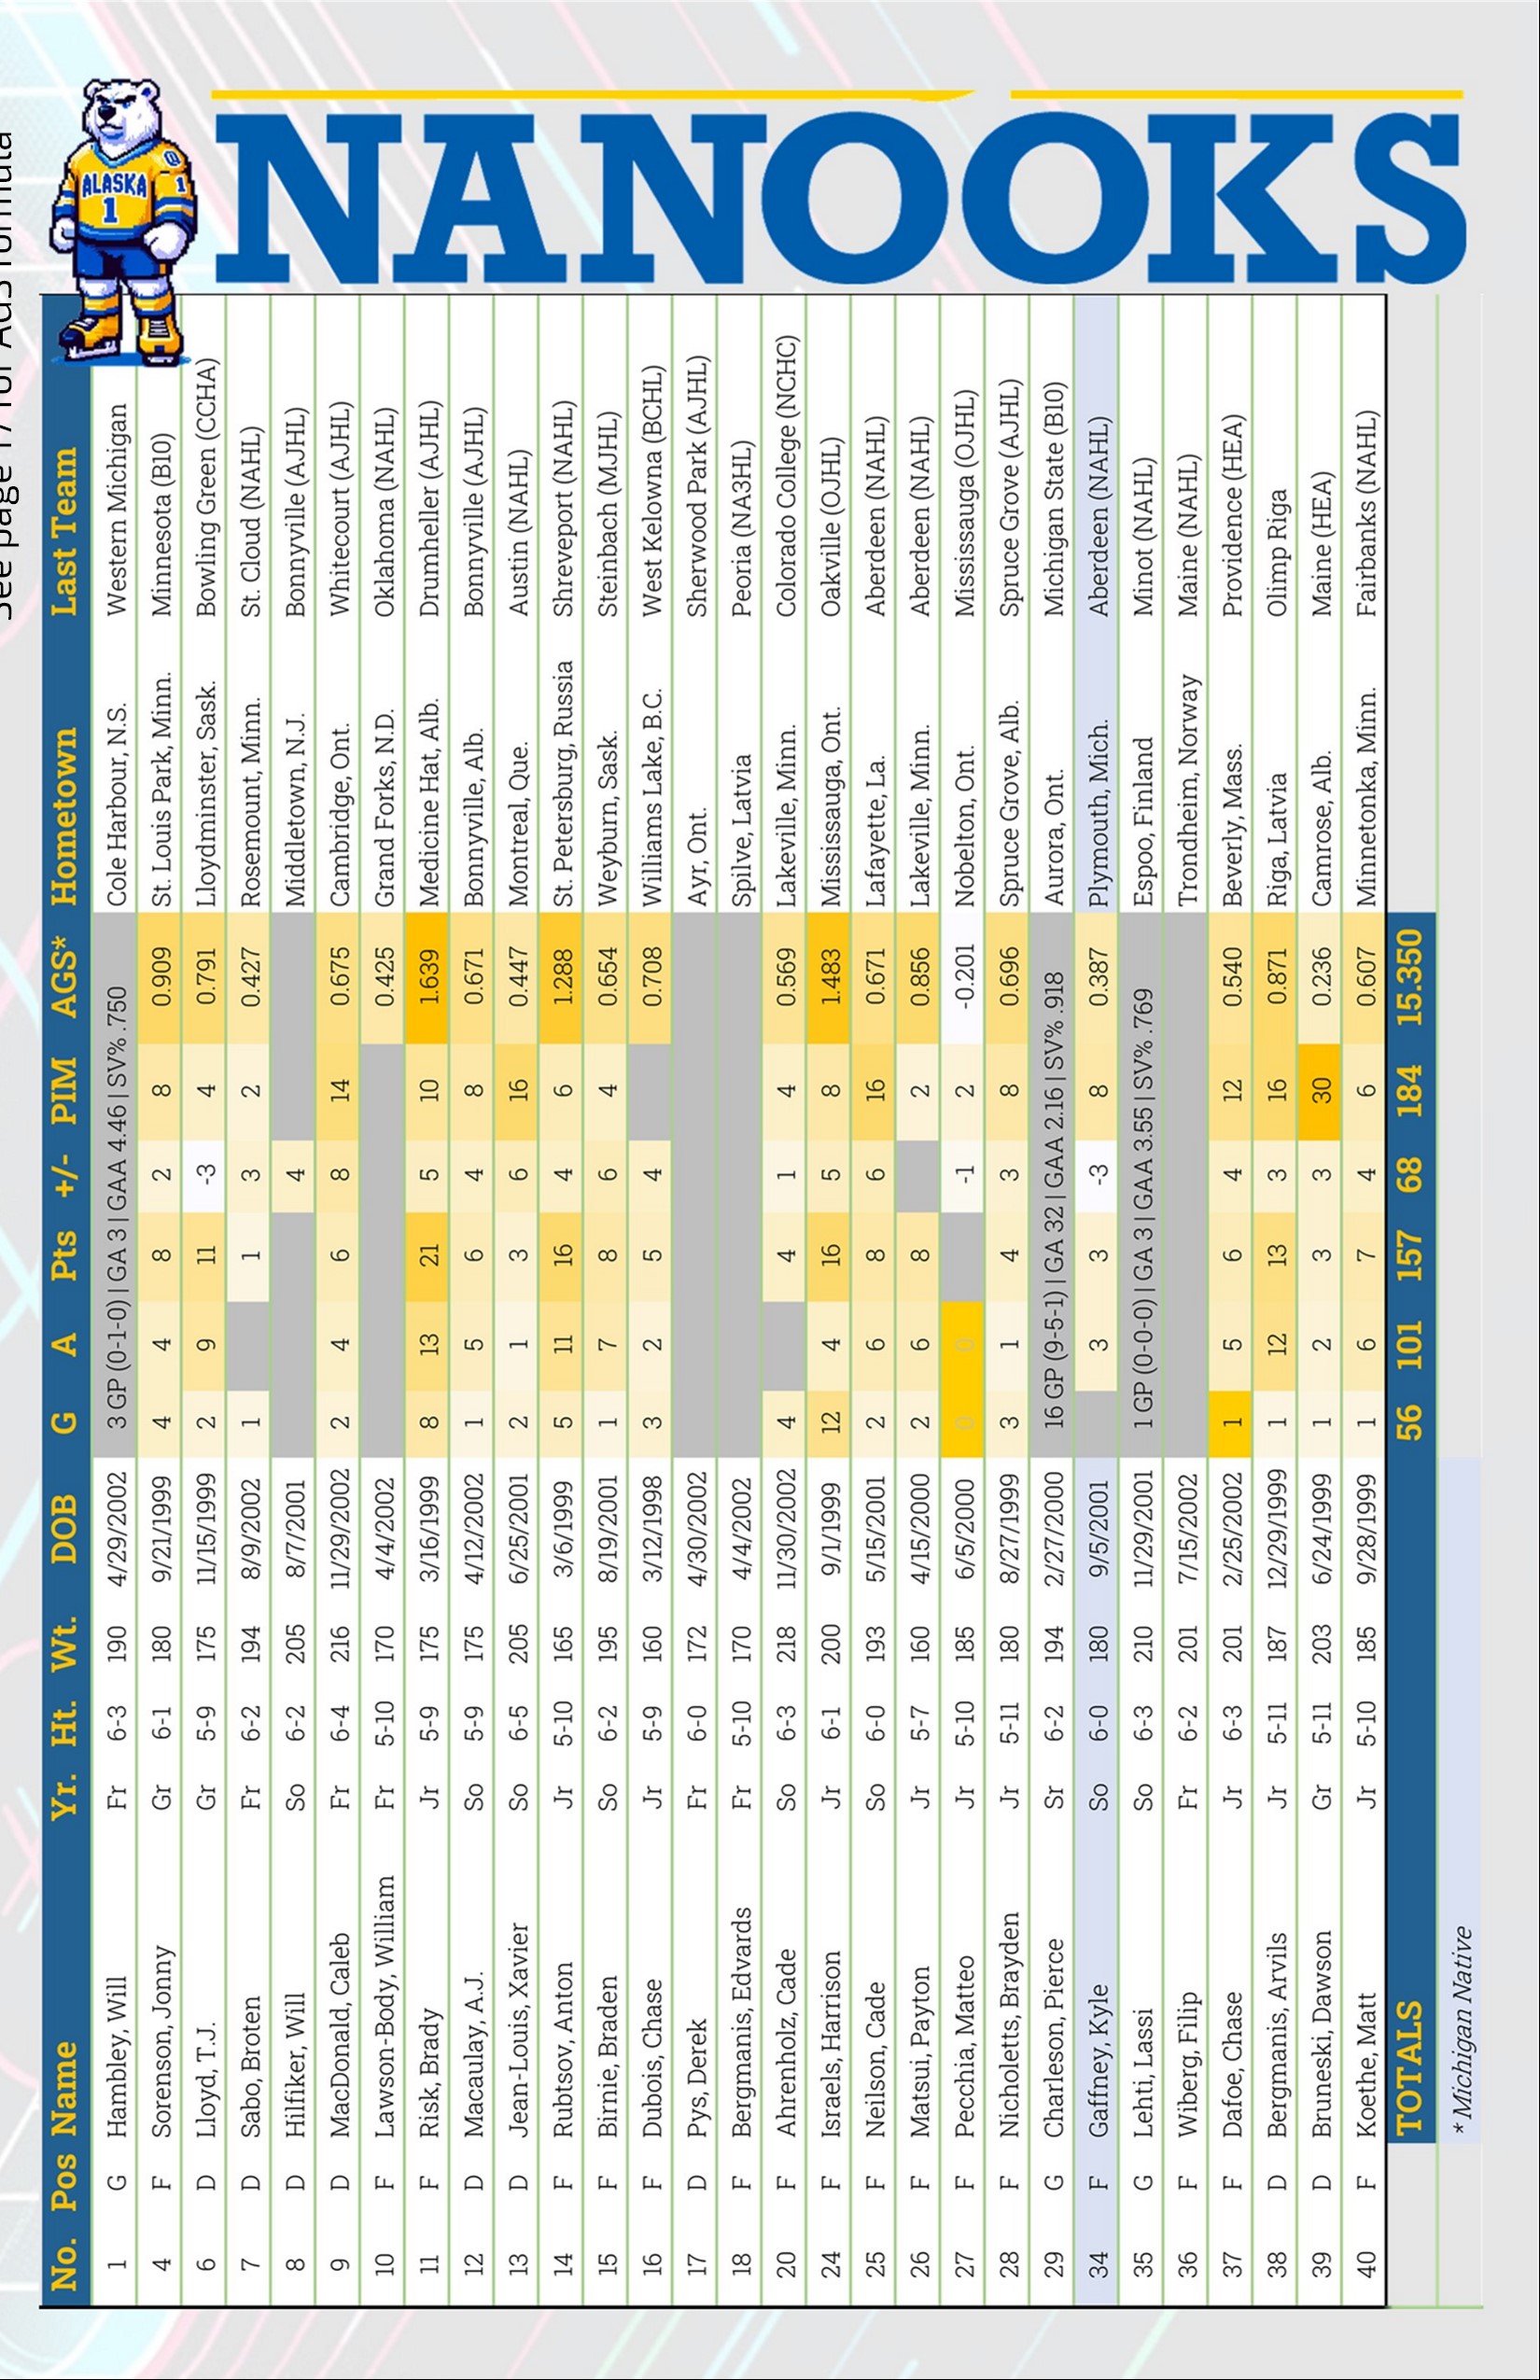 See page 17 for AGS formula
ALASKA
1
1
NANOOKS
No. Pos Name Yr. Ht. Wt. DOB G A Pts +/- PIM AGS* Hometown Last Team
1 G Hambley, Will Fr 6-3 190 4/29/2002 3 GP (0-1-0) | GA 3 | GAA 4.46 | SV% .750 Cole Harbour, N.S. Western Michigan
4 F Sorenson, Jonny Gr 6-1 180 9/21/1999 4 4 8 2 8 0.909 St. Louis Park, Minn. Minnesota (B10)
6 D Lloyd, T.J. Gr 5-9 175 11/15/1999 2 9 11 -3 4 0.791 Lloydminster, Sask. Bowling Green (CCHA)
7 D Sabo, Broten Fr 6-2 194 8/9/2002 1 1 3 2 0.427 Rosemount, Minn. St. Cloud (NAHL)
8 D Hilfiker, Will So 6-2 205 8/7/2001 4 Middletown, N.J. Bonnyville (AJHL)
9 D MacDonald, Caleb Fr 6-4 216 11/29/2002 2 4 6 8 14 0.675 Cambridge, Ont. Whitecourt (AJHL)
10 F Lawson-Body, William Fr 5-10 170 4/4/2002 0.425 Grand Forks, N.D. Oklahoma (NAHL)
11 F Risk, Brady Jr 5-9 175 3/16/1999 8 13 21 5 10 1.639 Medicine Hat, Alb. Drumheller (AJHL)
12 D Macaulay, A.J. So 5-9 175 4/12/2002 1 5 6 4 8 0.671 Bonnyville, Alb. Bonnyville (AJHL)
13 D Jean-Louis, Xavier So 6-5 205 6/25/2001 2 1 3 6 16 0.447 Montreal, Que. Austin (NAHL)
14 F Rubtsov, Anton Jr 5-10 165 3/6/1999 5 11 16 4 6 1.288 St. Petersburg, Russia Shreveport (NAHL)
15 F Birnie, Braden So 6-2 195 8/19/2001 1 7 8 6 4 0.654 Weyburn, Sask. Steinbach (MJHL)
16 F Dubois, Chase Jr 5-9 160 3/12/1998 3 2 5 4 0.708 Williams Lake, B.C. West Kelowna (BCHL)
17 D Pys, Derek Fr 6-0 172 4/30/2002 Ayr, Ont. Sherwood Park (AJHL)
18 F Bergmanis, Edvards Fr 5-10 170 4/4/2002 Spilve, Latvia Peoria (NA3HL)
20 F Ahrenholz, Cade So 6-3 218 11/30/2002 4 4 1 4 0.569 Lakeville, Minn. Colorado College (NCHC)
24 F Israels, Harrison Jr 6-1 200 9/1/1999 12 4 16 5 8 1.483 Mississauga, Ont. Oakville (OJHL)
25 F Neilson, Cade So 6-0 193 5/15/2001 2 6 8 6 16 0.671 Lafayette, La. Aberdeen (NAHL)
26 F Matsui, Payton Jr 5-7 160 4/15/2000 2 6 8 2 0.856 Lakeville, Minn. Aberdeen (NAHL)
27 F Pecchia, Matteo Jr 5-10 185 6/5/2000 0 0 -1 2 -0.201 Nobelton, Ont. Mississauga (OJHL)
28 F Nicholetts, Brayden Jr 5-11 180 8/27/1999 3 1 4 3 8 0.696 Spruce Grove, Alb. Spruce Grove (AJHL)
29 G Charleson, Pierce Sr 6-2 194 2/27/2000 16 GP (9-5-1) | GA 32 | GAA 2.16 | SV% .918 Aurora, Ont. Michigan State (B10)
34 F Gaffney, Kyle So 6-0 180 9/5/2001 3 3 -3 8 0.387 Plymouth, Mich. Aberdeen (NAHL)
35 G Lehti, Lassi So 6-3 210 11/29/2001 1 GP (0-0-0) | GA 3 | GAA 3.55 | SV% .769 Espoo, Finland Minot (NAHL)
36 F Wiberg, Filip Fr 6-2 201 7/15/2002 Trondheim, Norway Maine (NAHL)
37 F Dafoe, Chase Jr 6-3 201 2/25/2002 1 5 6 4 12 0.540 Beverly, Mass. Providence (HEA)
38 D Bergmanis, Arvils Jr 5-11 187 12/29/1999 1 12 13 3 16 0.871 Riga, Latvia Olimp Riga
39 D Bruneski, Dawson Gr 5-11 203 6/24/1999 1 2 3 3 30 0.236 Camrose, Alb. Maine (HEA)
40 F Koethe, Matt Jr 5-10 185 9/28/1999 1 6 7 4 6 0.607 Minnetonka, Minn. Fairbanks (NAHL)
TOTALS 56 101 157 68 184 15.350
* Michigan Native